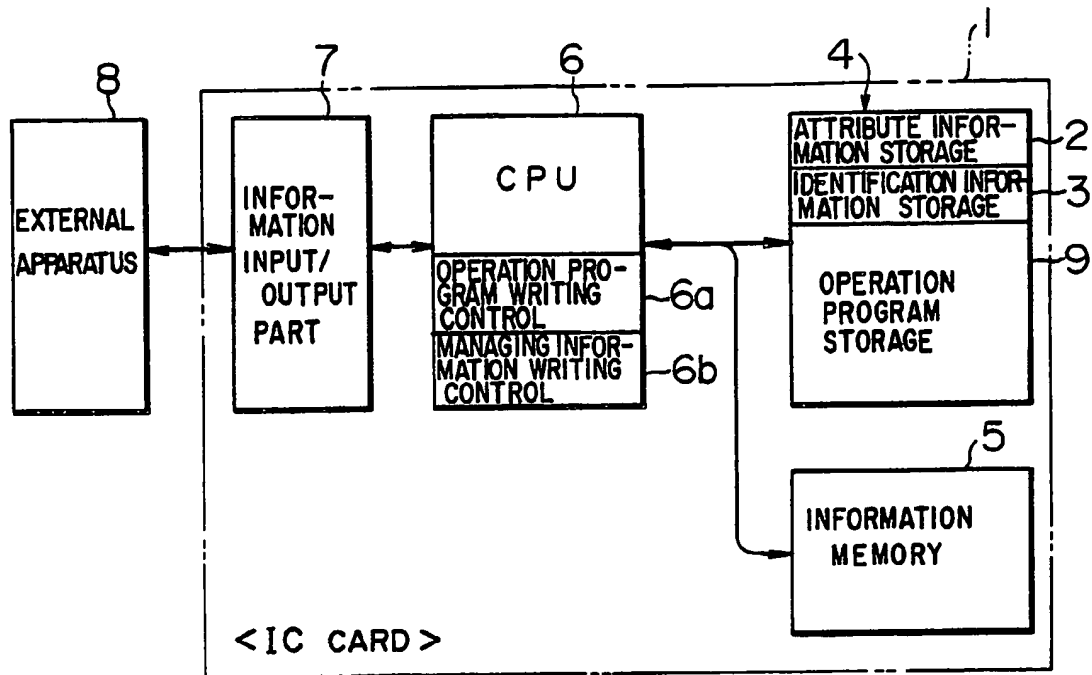 1
8
7
6
4
EXTERNAL
APPARATUS
INFOR-
MATION
INPUT/
OUTPUT
PART
CPU
OPERATION PRO-
GRAM WRITING
CONTROL
6a
MANAGING INFOR-
MATION WRITING
CONTROL
6b
ATTRIBUTE INFOR-
MATION STORAGE
2
IDENTIFICATION INFOR-
MATION STORAGE
3
OPERATION
PROGRAM
STORAGE
9
5
INFORMATION
MEMORY
<IC CARD>